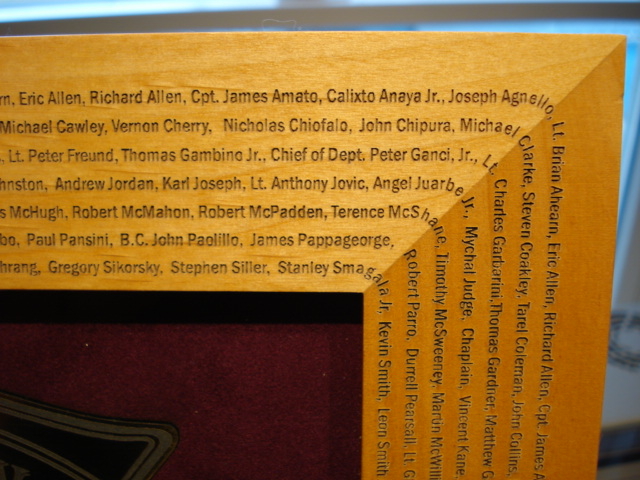 rn, Eric Allen, Richard Allen, Cpt. James Amato, Calixto Anaya Jr., Joseph Agnello, Lt. Brian Ahearn, Eric Allen, Richard Allen, Cpt. James A
Michael Cawley, Vernon Cherry, Nicholas Chiofalo, John Chipura, Michael Clarke, Steven Coakley, Tarel Coleman, John Collins,
, Lt. Peter Freund, Thomas Gambino Jr., Chief of Dept. Peter Ganci, Jr., Lt. Charles Garbarini, Thomas Gardner, Matthew G
hnston, Andrew Jordan, Karl Joseph, Lt. Anthony Jovic, Angel Juarbe Jr., Mychal Judge, Chaplain, Vincent Kane,
s McHugh, Robert McMahon, Robert McPadden, Terence McShane, Timothy McSweeney, Martin McWilli
bo, Paul Pansini, B.C. John Paolillo, James Pappageorge, Robert Parro, Durrell Pearsall, Lt. G
hrang, Gregory Sikorsky, Stephen Siller, Stanley Smagala Jr, Kevin Smith, Leon Smith